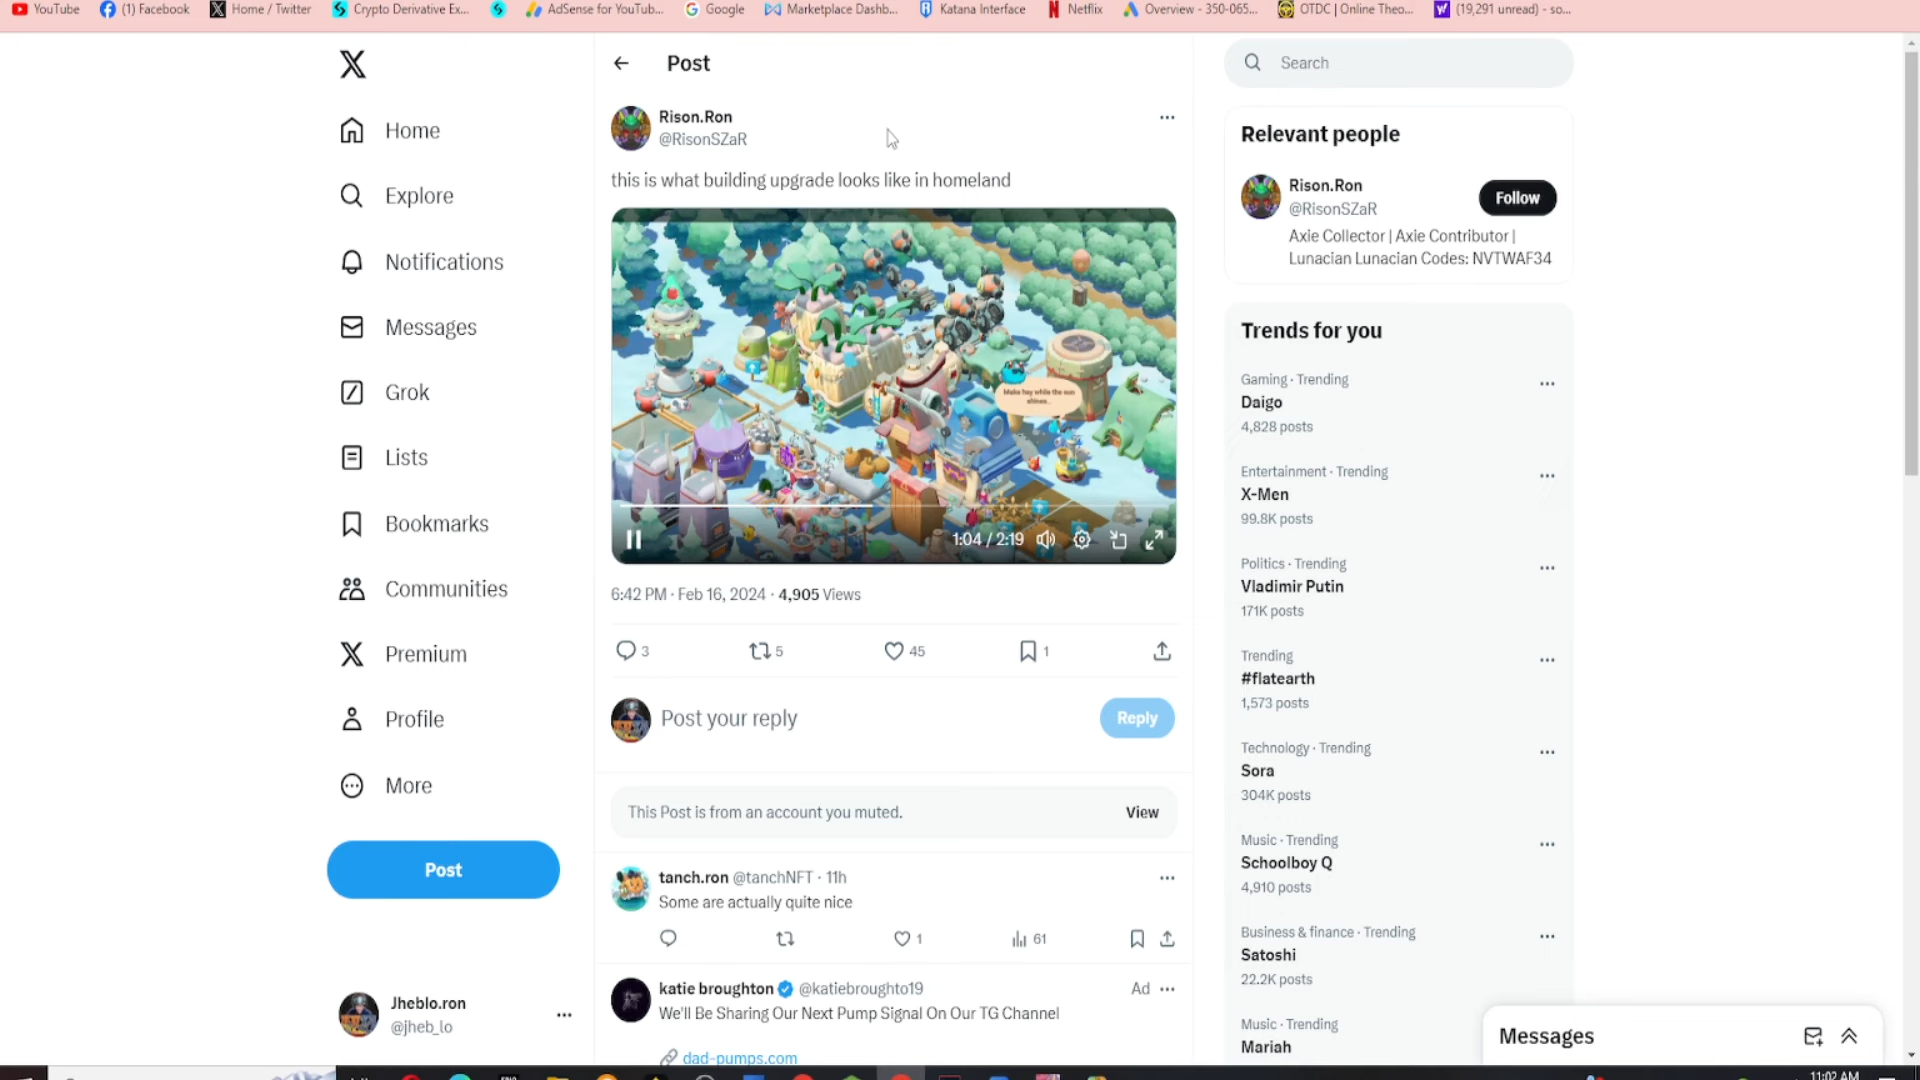 YouTube
(1) Facebook
Home / Twitter
Crypto Derivative Ex...
AdSense for YouTub...
Google
Marketplace Dashb...
Katana Interface
Netflix
Overview - 350-065...
OTDC | Online Theo...
(19,291 unread) - so...
Home
Explore
Notifications
Messages
Grok
Lists
Bookmarks
Communities
Premium
Profile
More
Post
Jheblo.ron
@jheb_lo
Post
Rison.Ron
@RisonSZaR
this is what building upgrade looks like in homeland
Make hay while the sun
shines...
1:04 / 2:19
6:42 PM · Feb 16, 2024 · 4,905 Views
3
5
45
1
Post your reply
Reply
This Post is from an account you muted.
View
tanch.ron @tanchNFT · 11h
Some are actually quite nice
1
61
katie broughton @katiebroughto19
Ad
We'll Be Sharing Our Next Pump Signal On Our TG Channel
dad-pumps.com
Search
Relevant people
Rison.Ron
@RisonSZaR
Follow
Axie Collector | Axie Contributor |
Lunacian Lunacian Codes: NVTWAF34
Trends for you
Gaming · Trending
Daigo
4,828 posts
Entertainment · Trending
X-Men
99.8K posts
Politics · Trending
Vladimir Putin
171K posts
Trending
#flatearth
1,573 posts
Technology · Trending
Sora
304K posts
Music · Trending
Schoolboy Q
4,910 posts
Business & finance · Trending
Satoshi
22.2K posts
Music · Trending
Mariah
Messages
11:02 AM